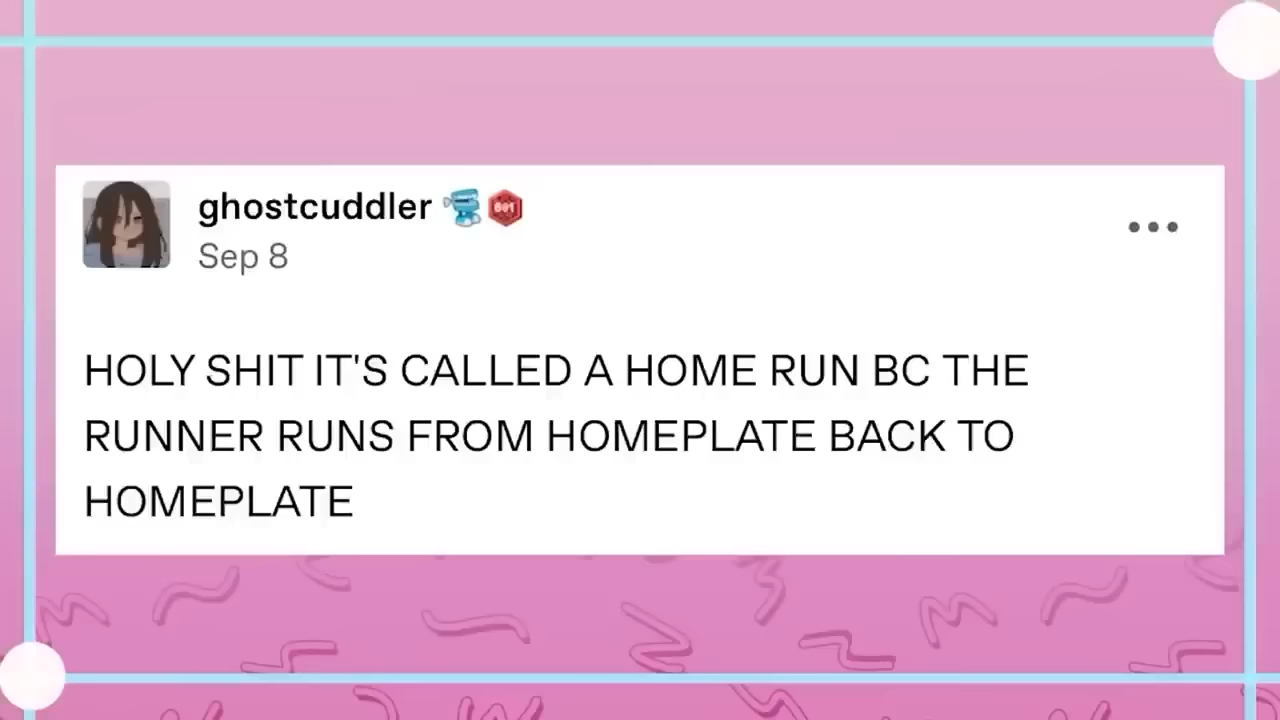 ghostcuddler
Sep 8
HOLY SHIT IT'S CALLED A HOME RUN BC THE
RUNNER RUNS FROM HOMEPLATE BACK TO
HOMEPLATE